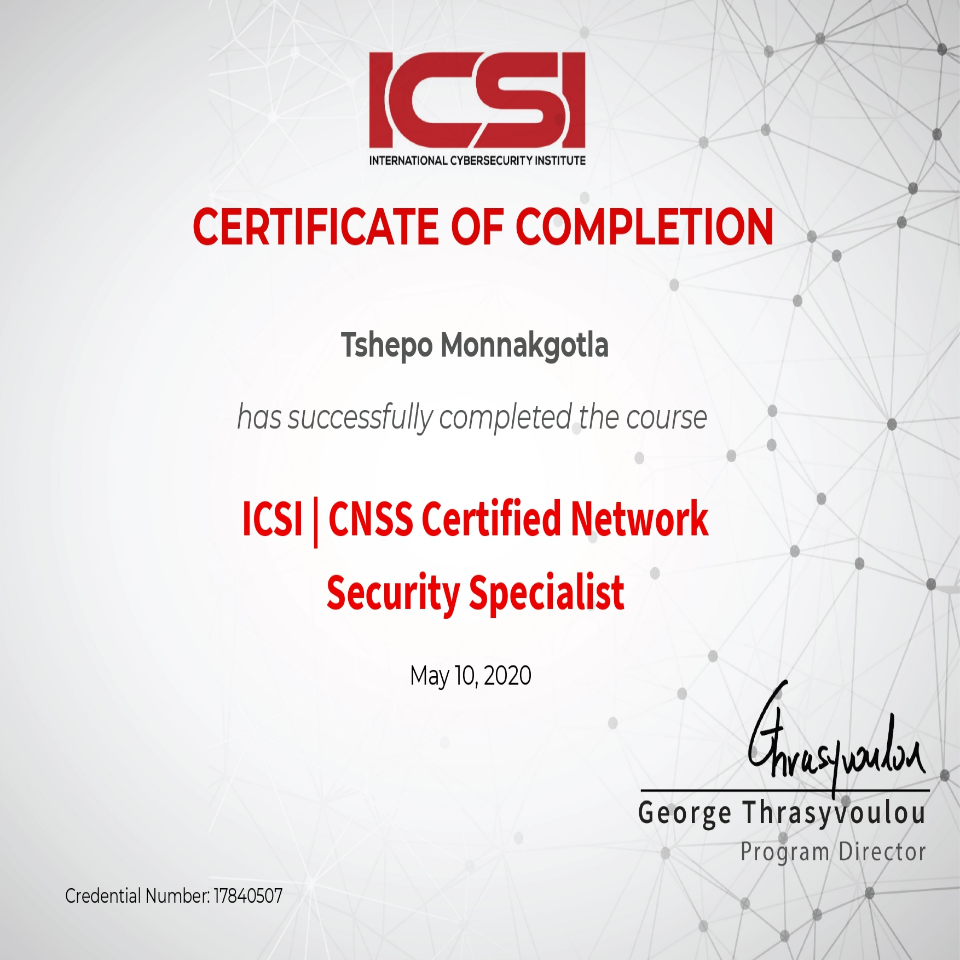 ICSI
INTERNATIONAL CYBERSECURITY INSTITUTE
CERTIFICATE OF COMPLETION
Tshepo Monnakgotla
has successfully completed the course
ICSI | CNSS Certified Network
Security Specialist
May 10, 2020
Thrasyvoulou
George Thrasyvoulou
Program Director
Credential Number: 17840507